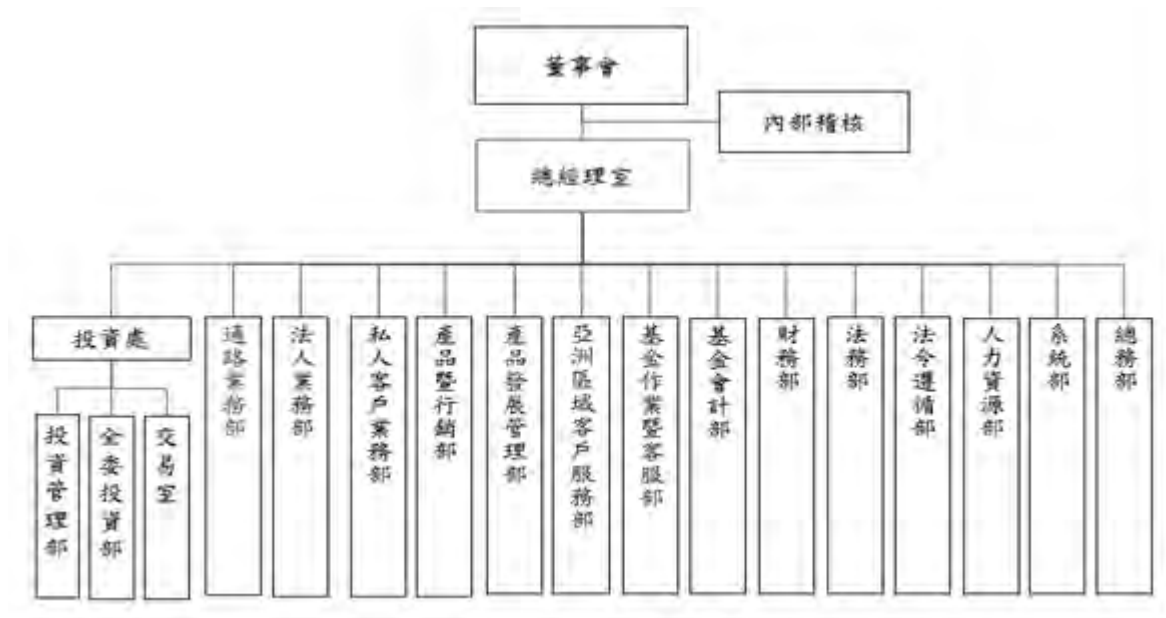 董事會
內部稽核
總經理室
投資處
投資管理部
全委投資部
交易室
通路業務部
法人業務部
私人客戶業務部
產品暨行銷部
產品發展管理部
亞洲區域客戶服務部
基金作業暨客服部
基金會計部
財務部
法務部
法令遵循部
人力資源部
系統部
總務部